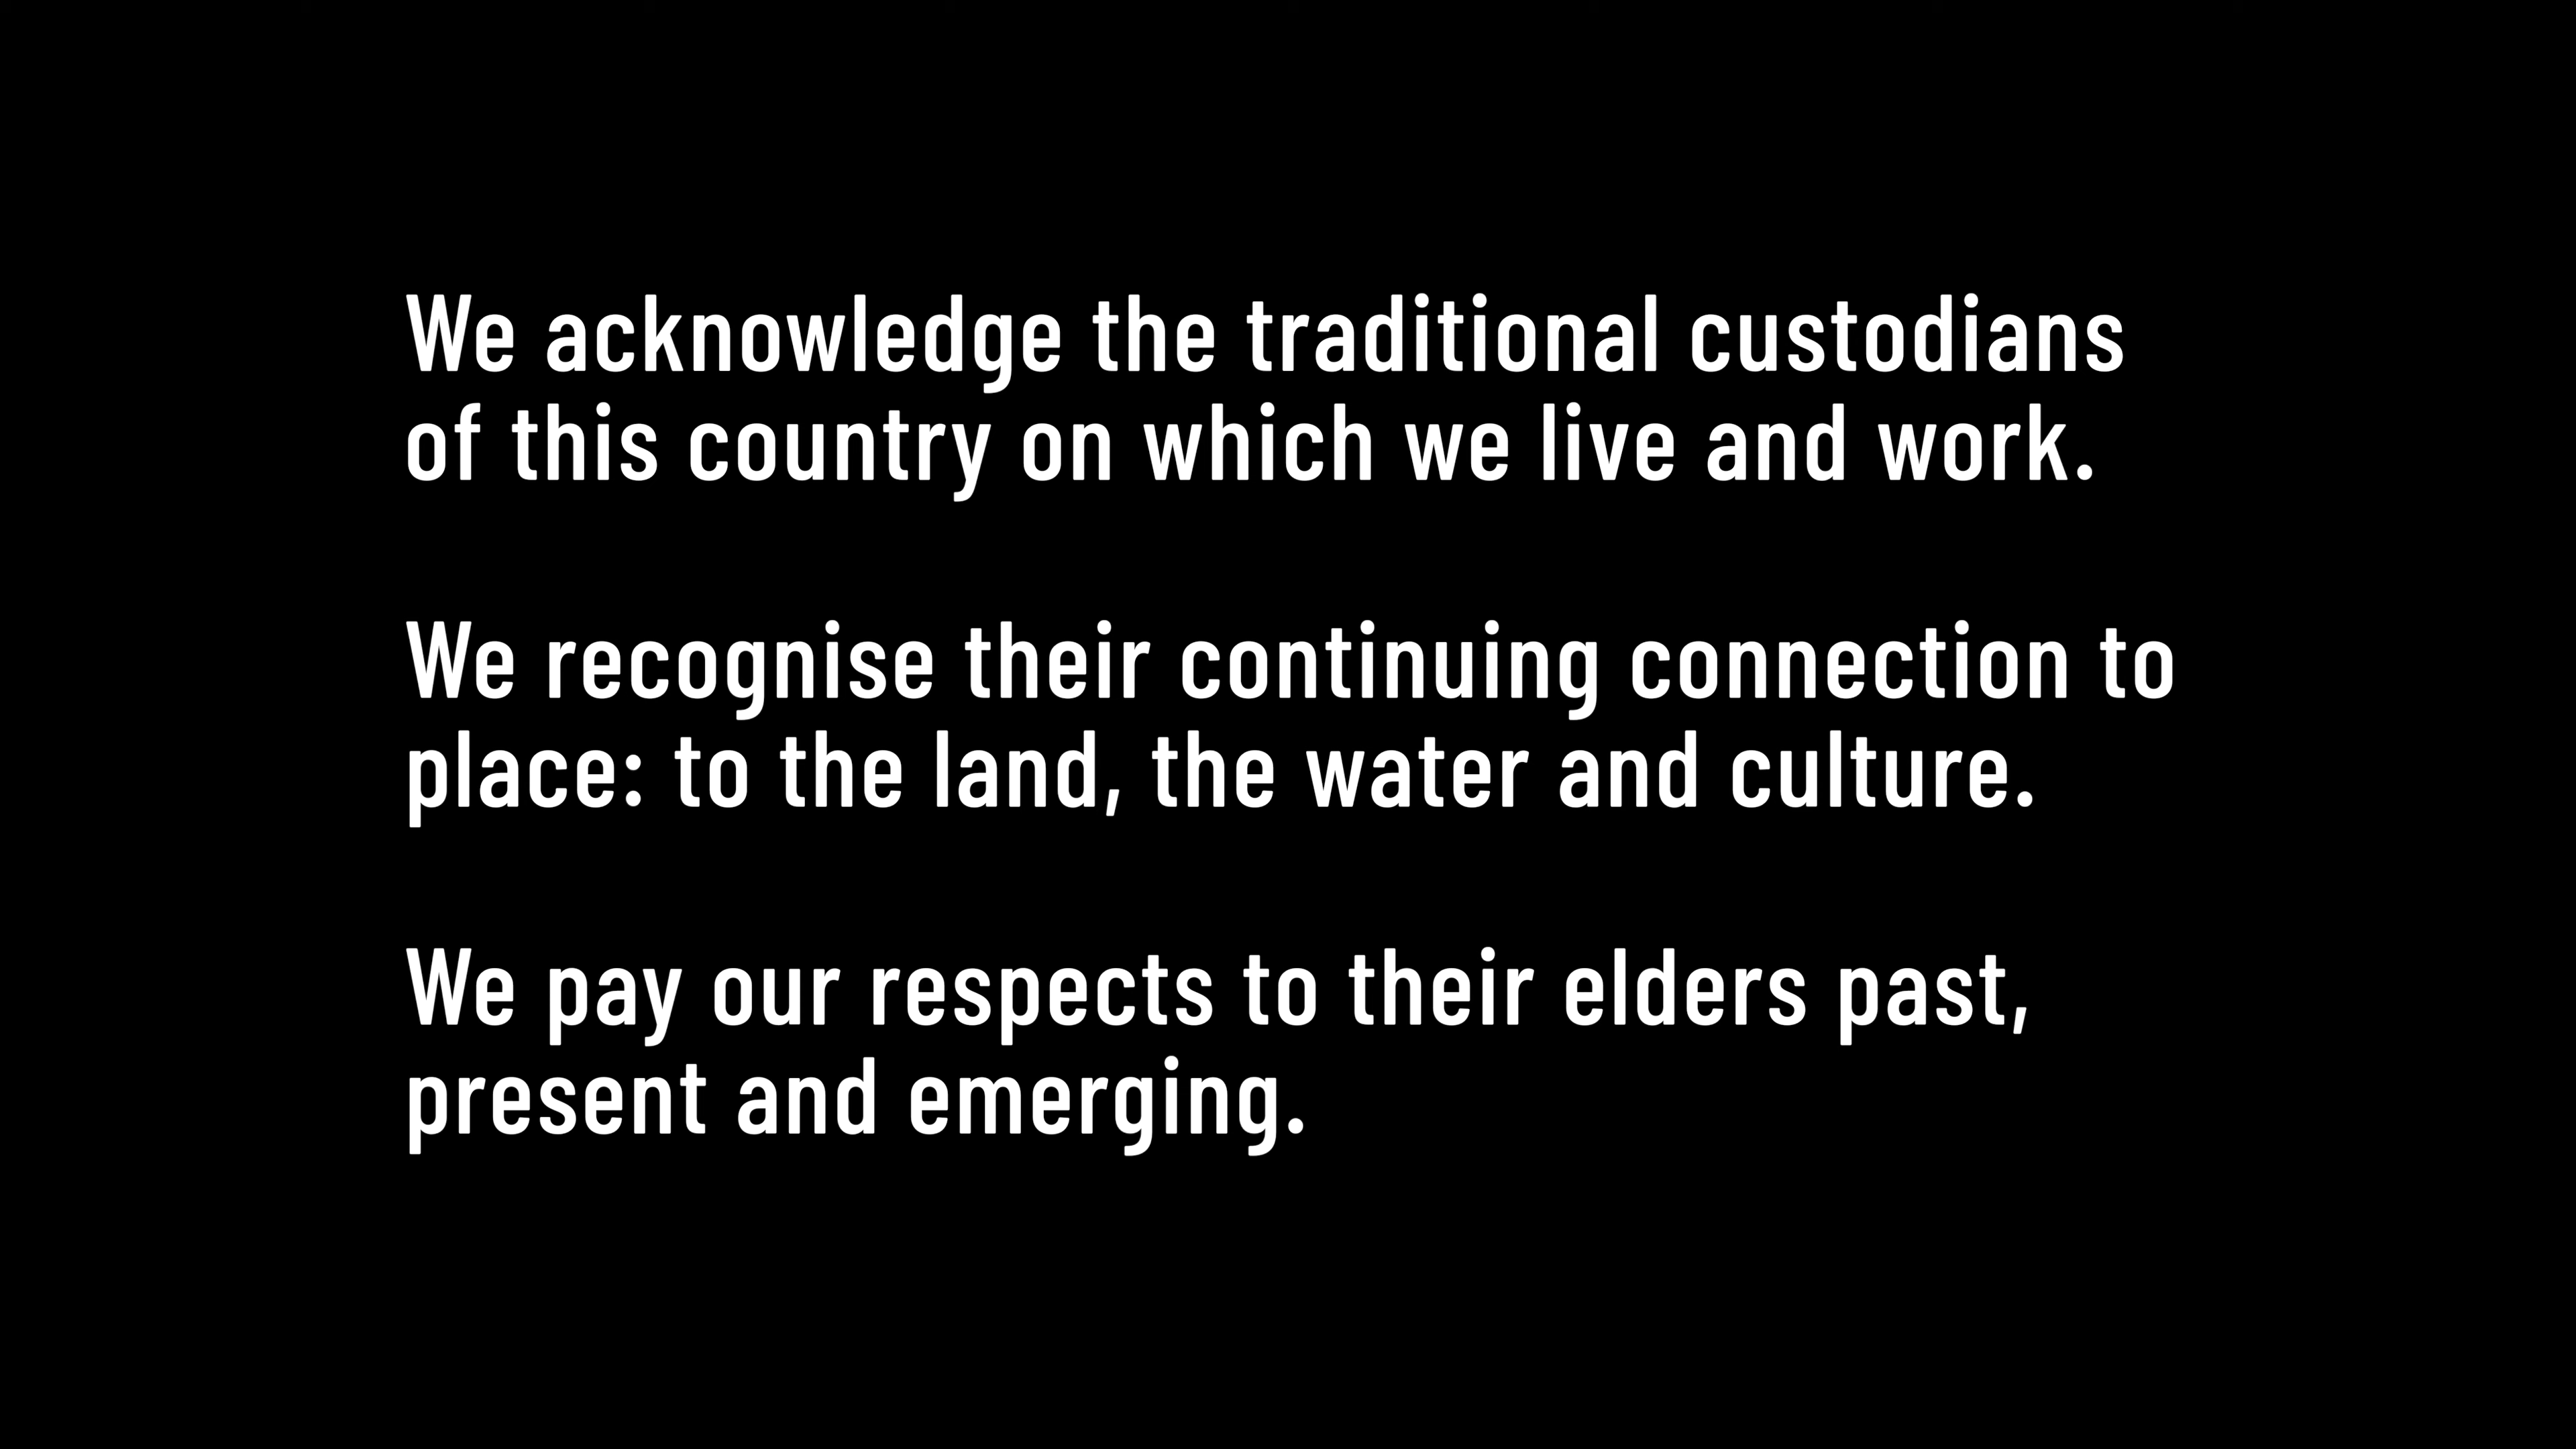 We acknowledge the traditional custodians
of this country on which we live and work.
We recognise their continuing connection to
place: to the land, the water and culture.
We pay our respects to their elders past,
present and emerging.